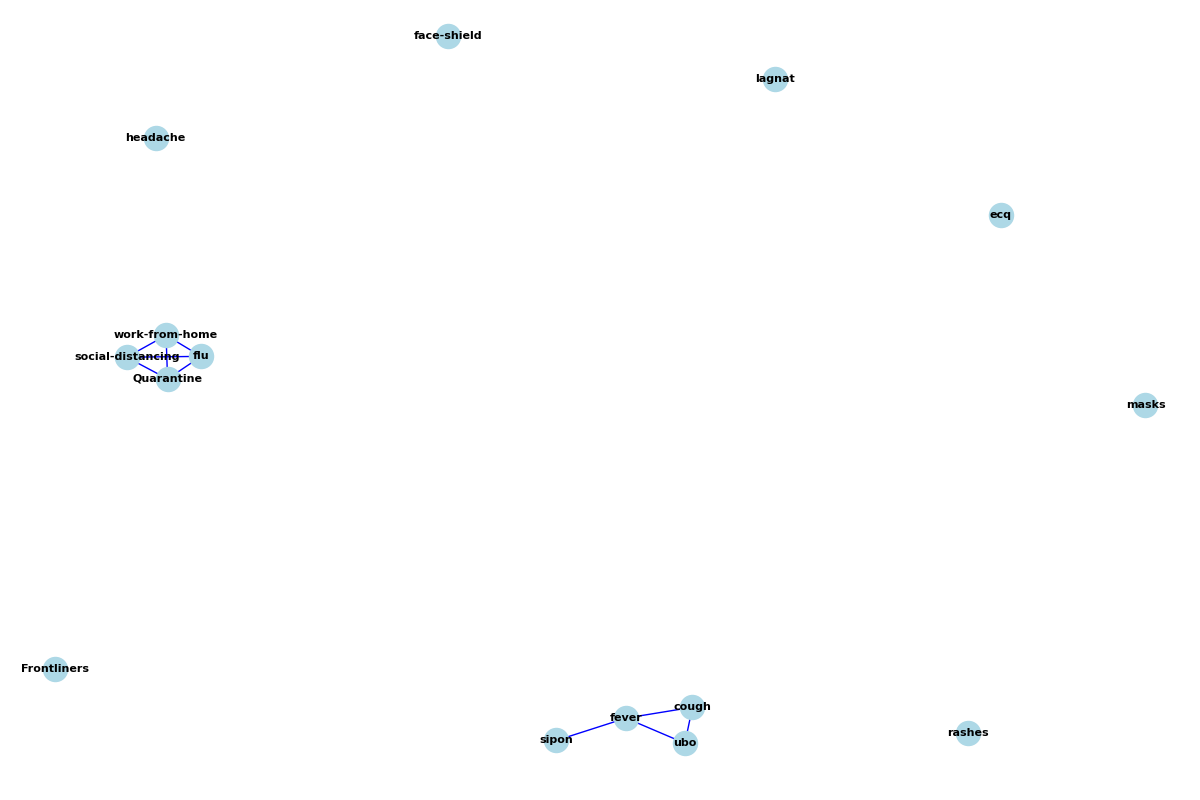 face-shield
lagnat
headache
ecq
work-from-home
social-distancing
flu
Quarantine
masks
Frontliners
cough
fever
sipon
ubo
rashes